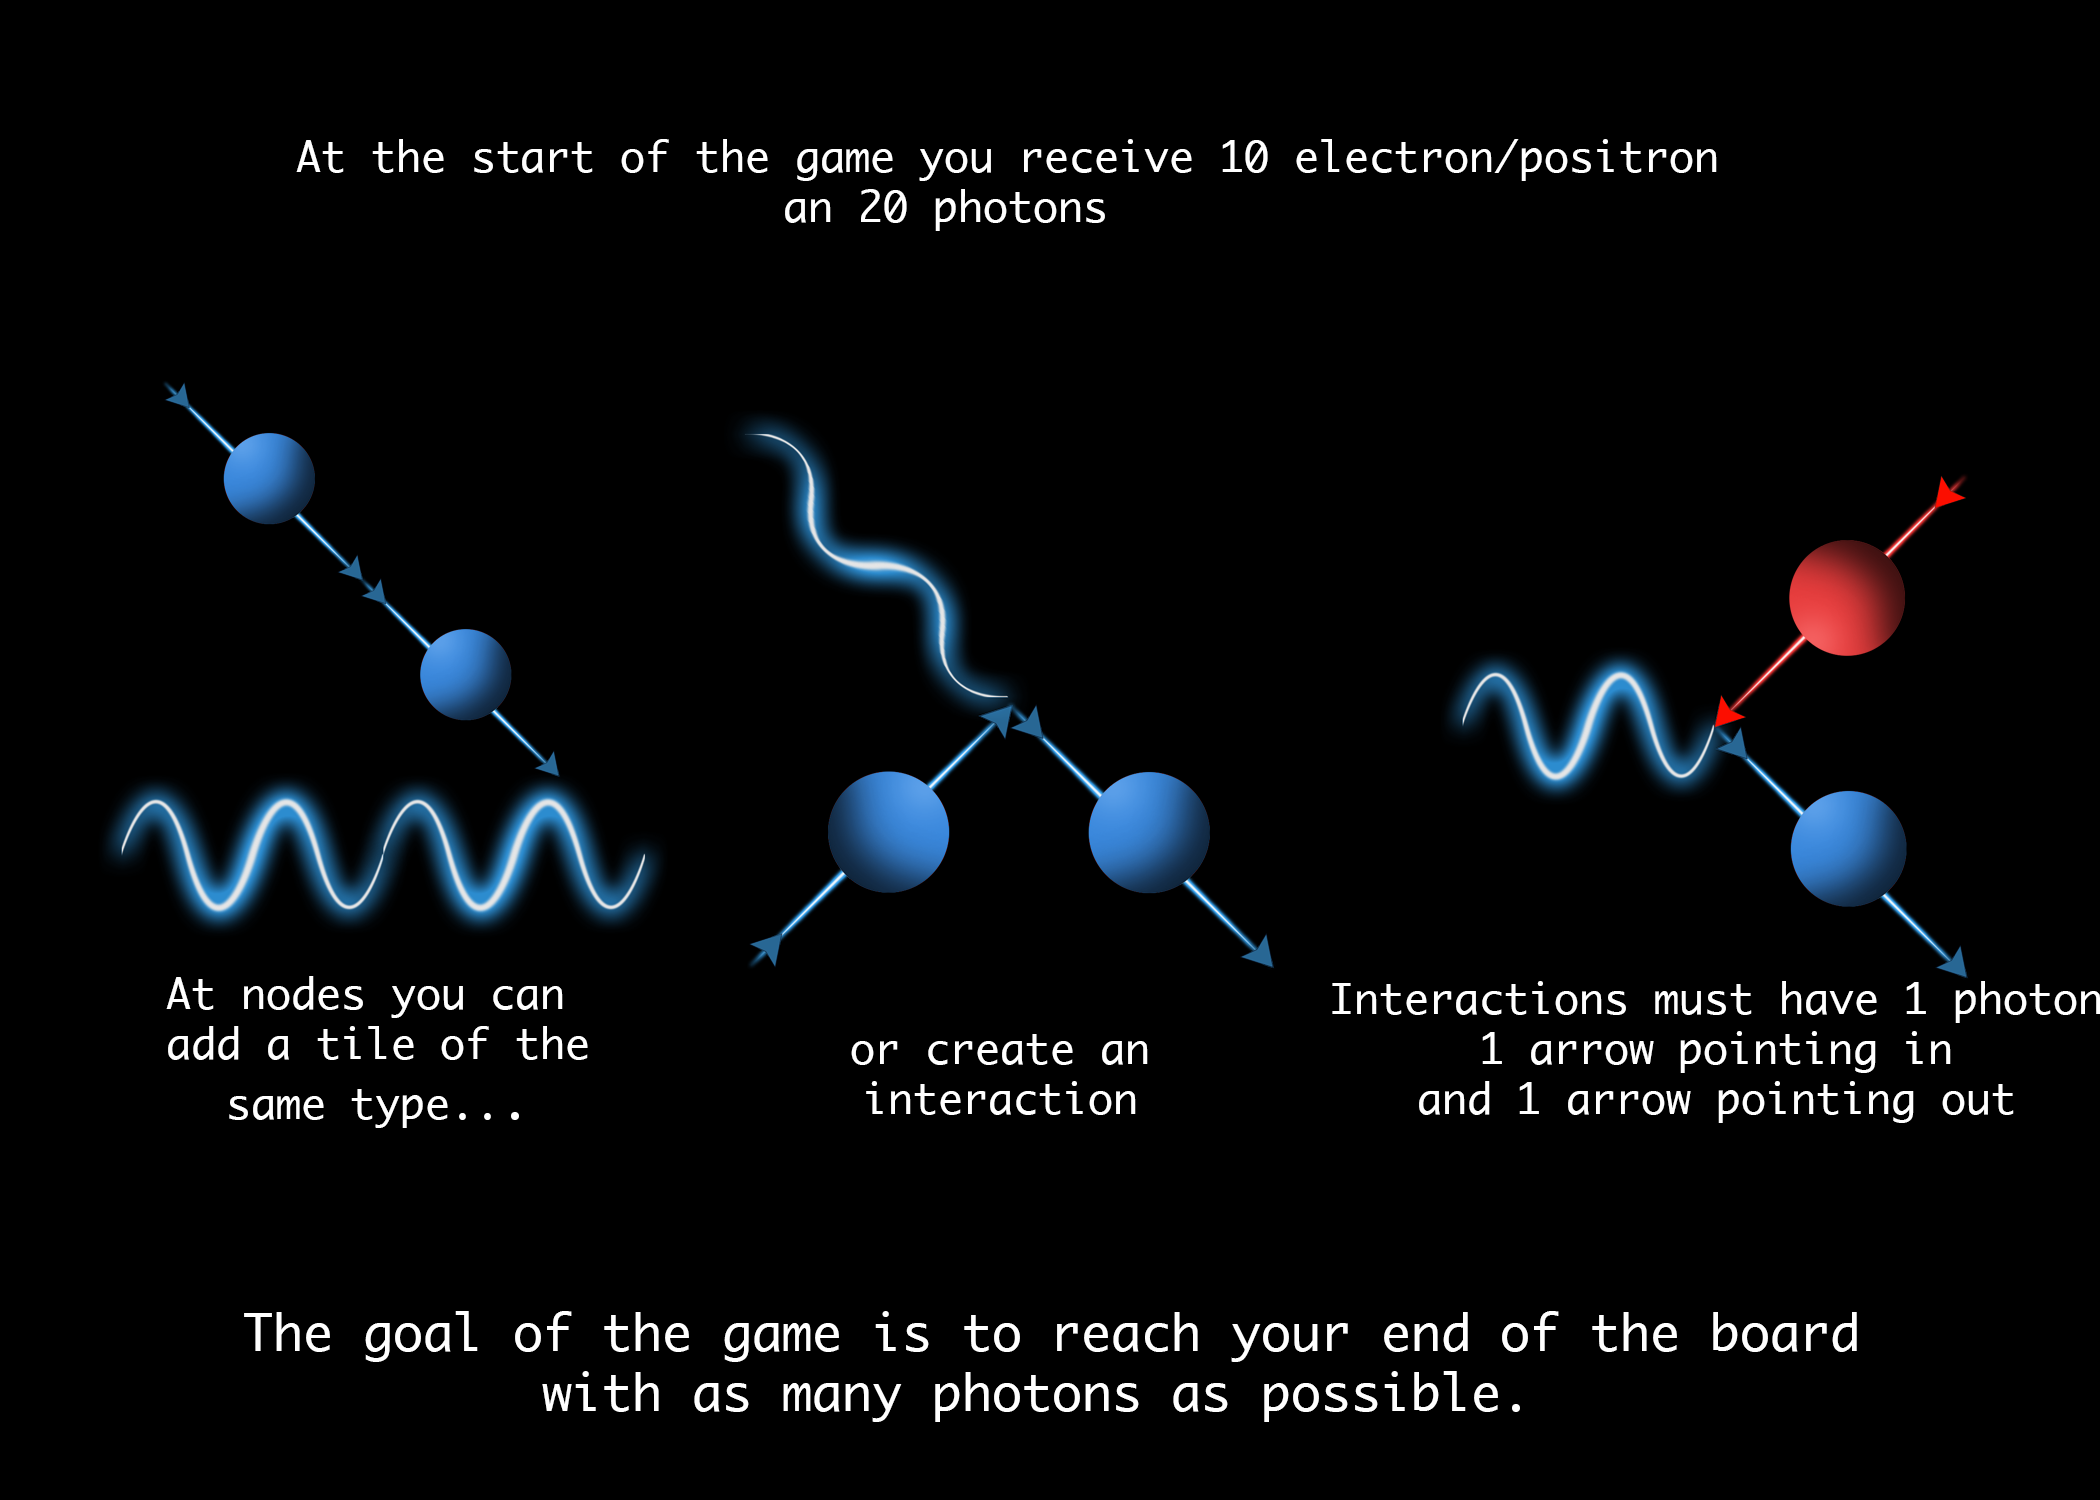 At the start of the game you receive 10 electron/positron
an 20 photons
At nodes you can
add a tile of the
same type...
or create an
interaction
Interactions must have 1 photon
1 arrow pointing in
and 1 arrow pointing out
The goal of the game is to reach your end of the board
with as many photons as possible.